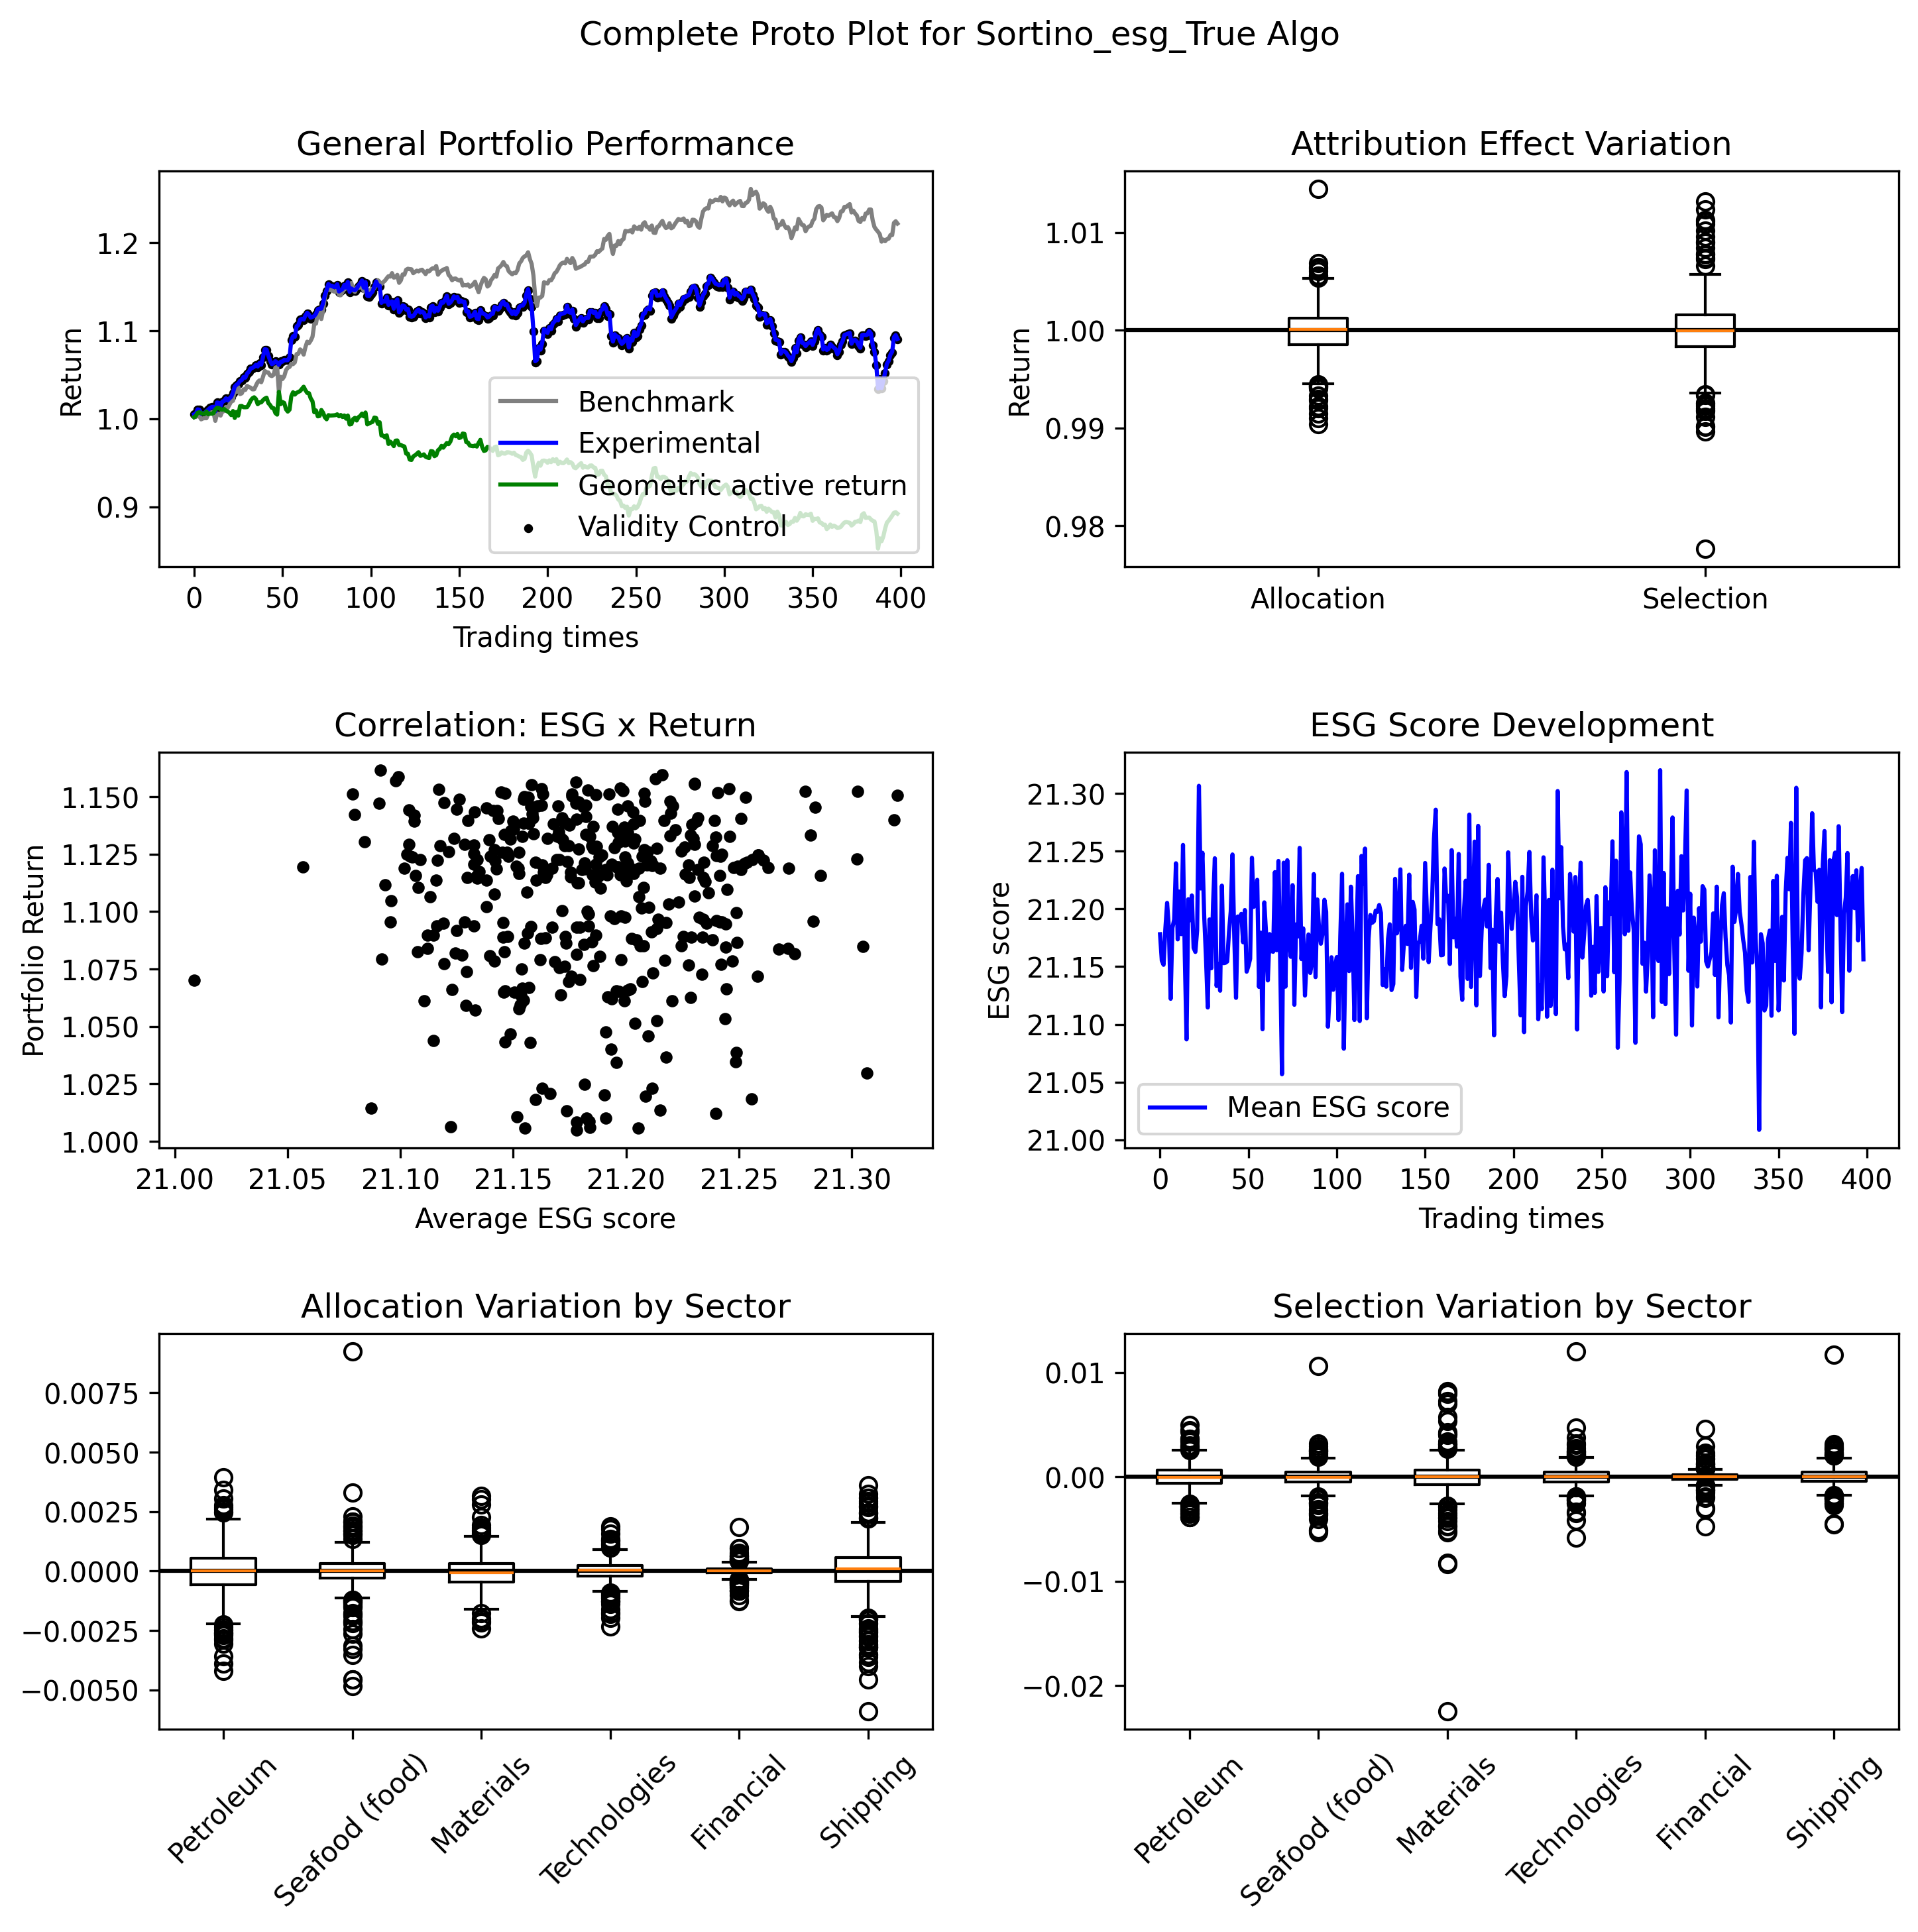 Complete Proto Plot for Sortino_esg_True Algo
General Portfolio Performance
Return
1.2
1.1
1.0
0.9
Benchmark
Experimental
Geometric active return
Validity Control
0 50 100 150 200 250 300 350 400
Trading times
Attribution Effect Variation
Return
1.01
1.00
0.99
0.98
Allocation Selection
Correlation: ESG x Return
Portfolio Return
1.150
1.125
1.100
1.075
1.050
1.025
1.000
21.00 21.05 21.10 21.15 21.20 21.25 21.30
Average ESG score
ESG Score Development
ESG score
21.30
21.25
21.20
21.15
21.10
21.05
21.00
Mean ESG score
0 50 100 150 200 250 300 350 400
Trading times
Allocation Variation by Sector
0.0075
0.0050
0.0025
0.0000
−0.0025
−0.0050
Petroleum
Seafood (food)
Materials
Technologies
Financial
Shipping
Selection Variation by Sector
0.01
0.00
−0.01
−0.02
Petroleum
Seafood (food)
Materials
Technologies
Financial
Shipping